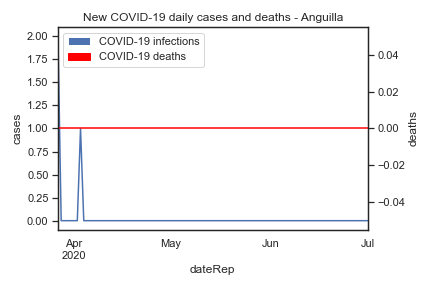 New COVID-19 daily cases and deaths - Anguilla
COVID-19 infections
COVID-19 deaths
2.00
1.75
1.50
1.25
1.00
0.75
0.50
0.25
0.00
cases
0.04
0.02
0.00
−0.02
−0.04
deaths
Apr
2020
May
Jun
Jul
dateRep